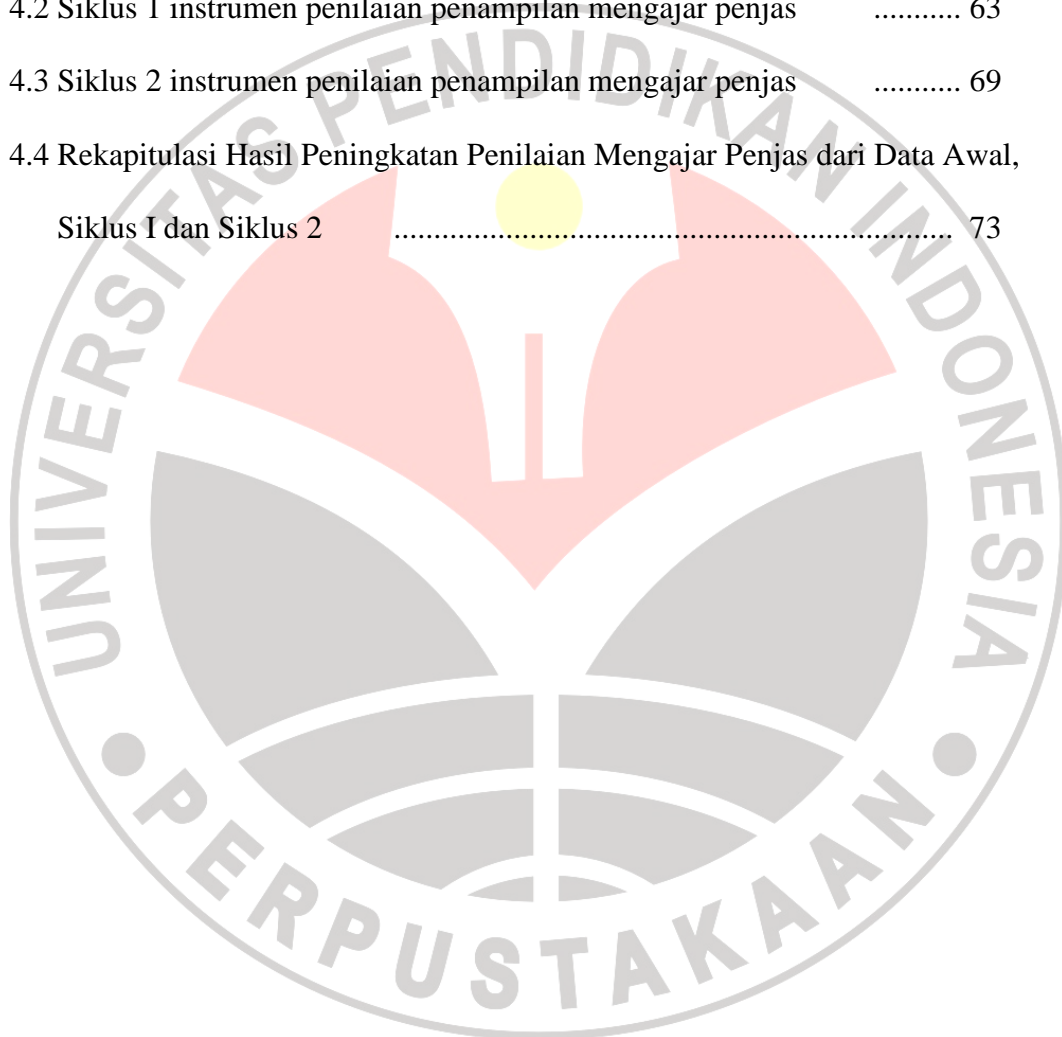 4.2 Siklus 1 instrumen penilaian penampilan mengajar penjas ........... 63
4.3 Siklus 2 instrumen penilaian penampilan mengajar penjas ........... 69
4.4 Rekapitulasi Hasil Peningkatan Penilaian Mengajar Penjas dari Data Awal,
Siklus I dan Siklus 2 ...................................................................... 73
UNIVERSITAS PENDIDIKAN INDONESIA
PERPUSTAKAAN